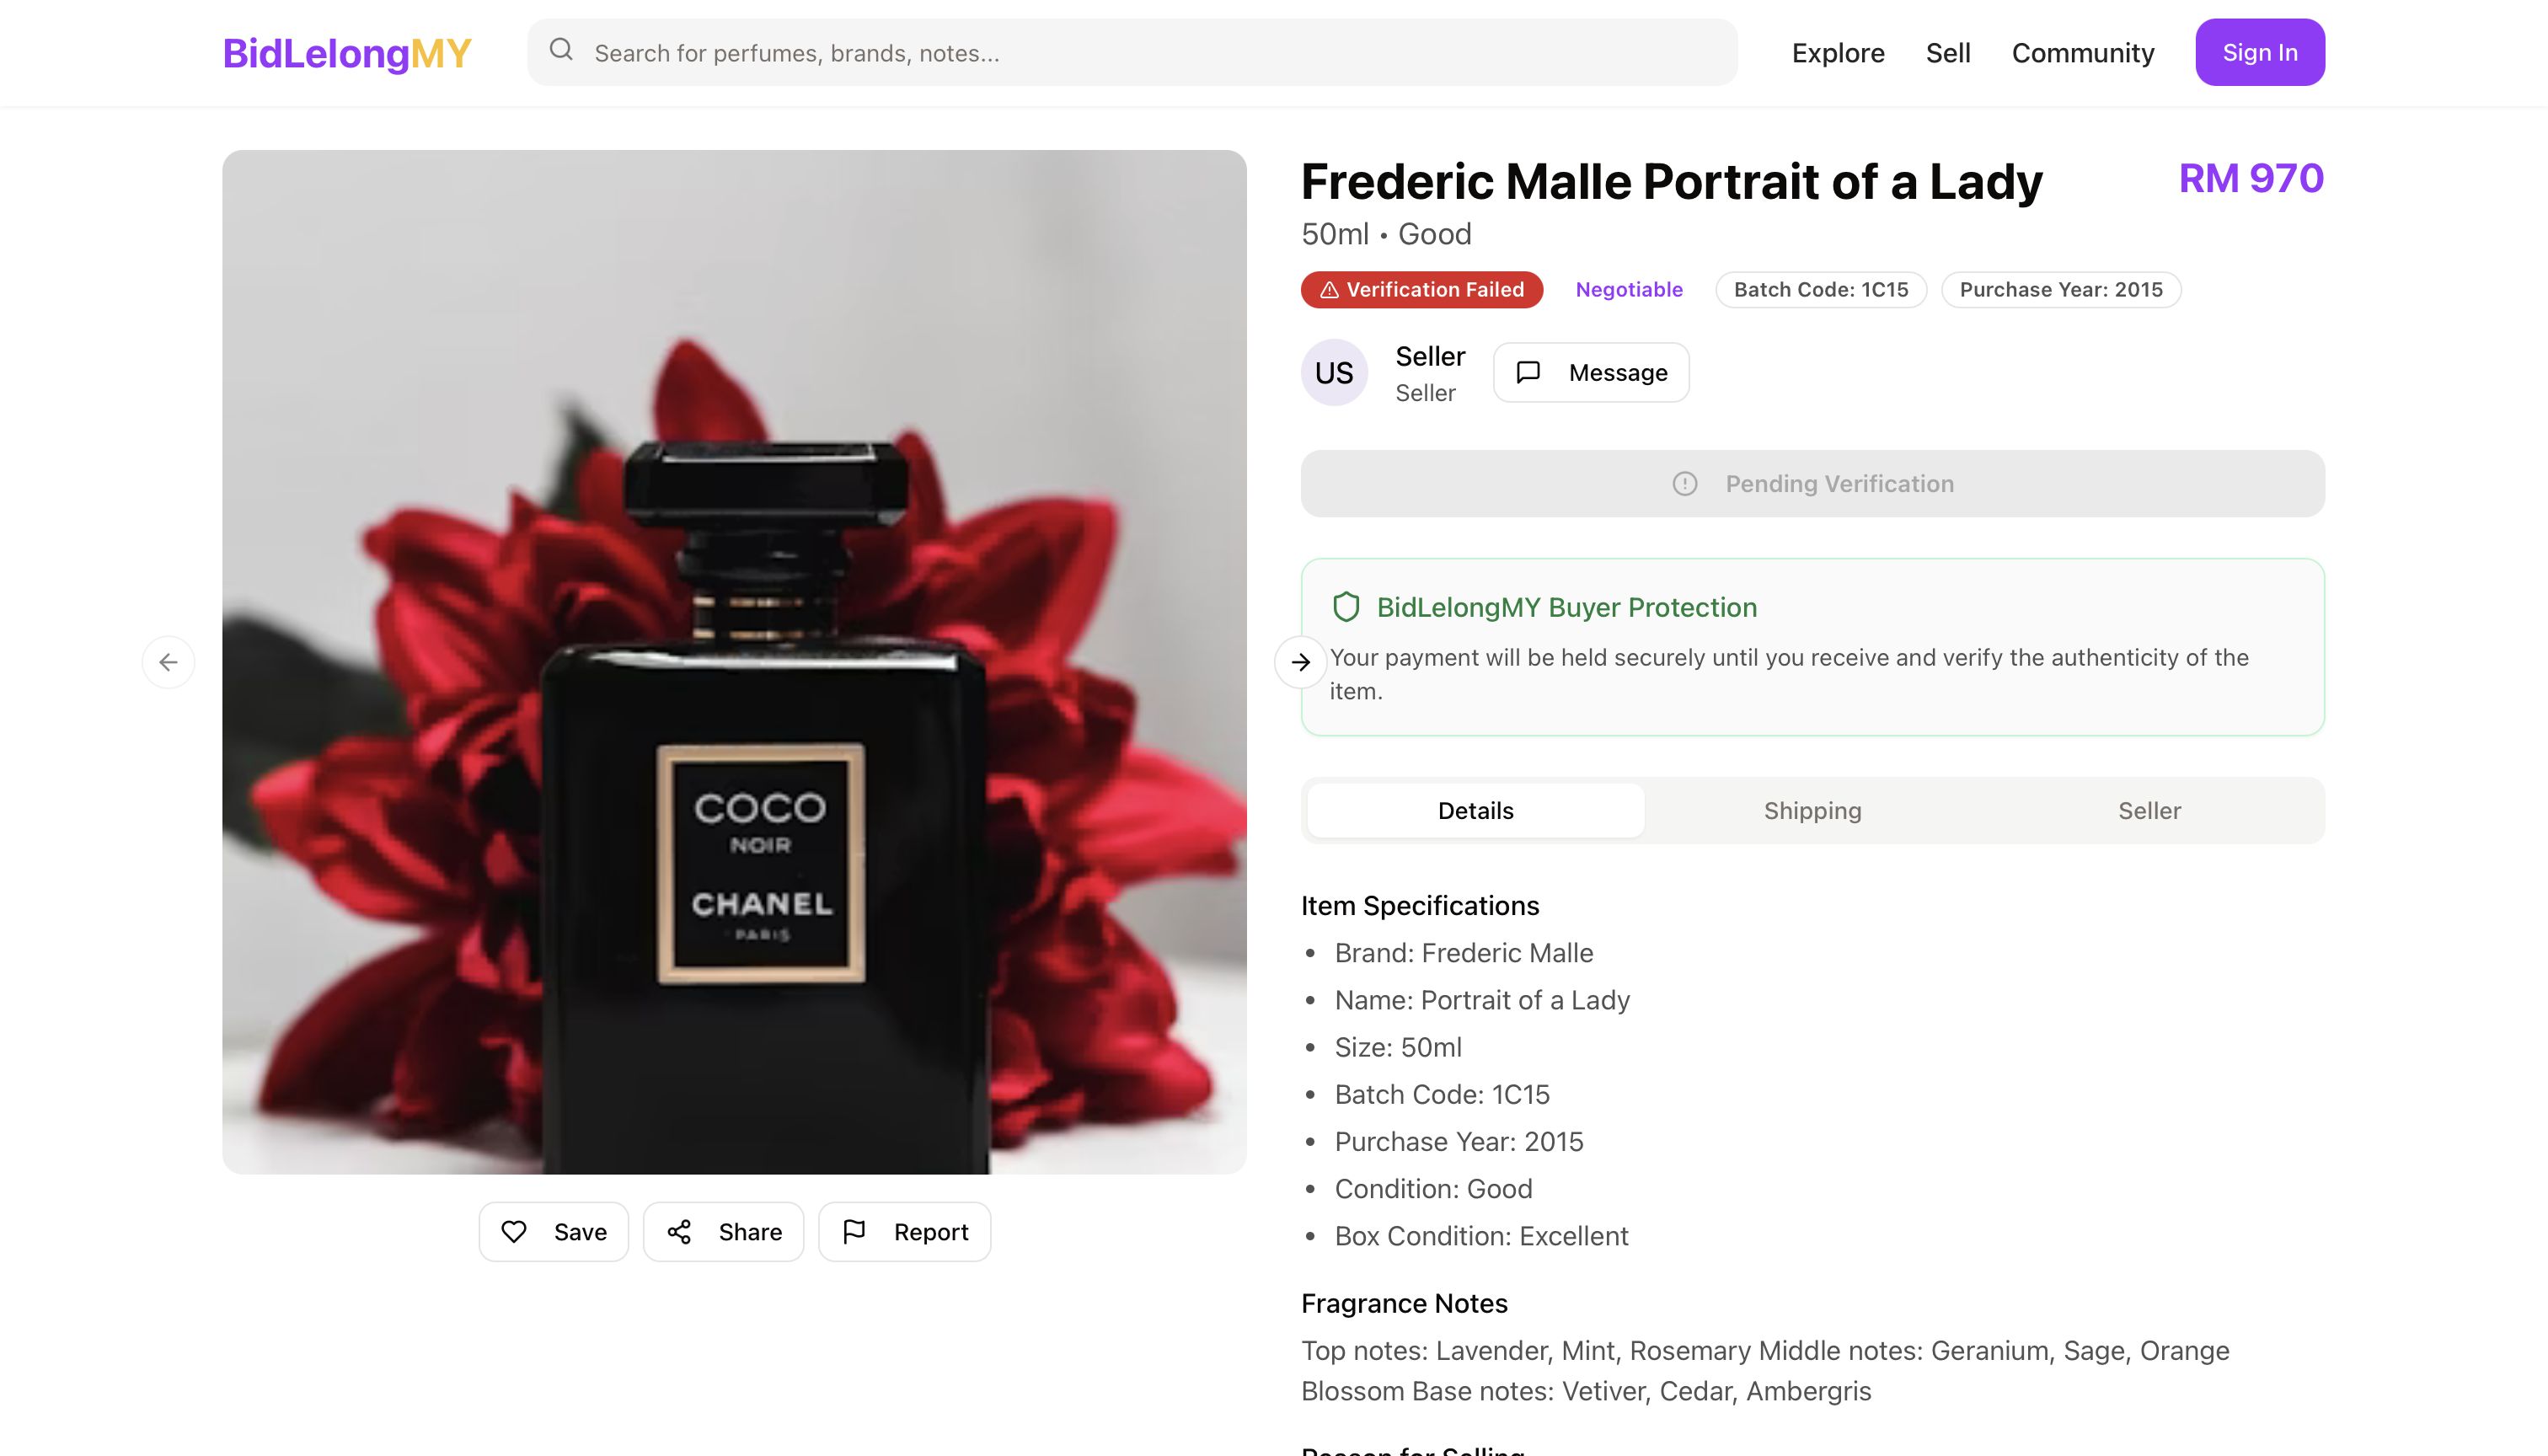 BidLelongMY
Search for perfumes, brands, notes...
Explore
Sell
Community
Sign In
COCO
NOIR
CHANEL
PARIS
Save
Share
Report
Frederic Malle Portrait of a Lady
RM 970
50ml • Good
Verification Failed
Negotiable
Batch Code: 1C15
Purchase Year: 2015
US
Seller
Seller
Message
Pending Verification
BidLelongMY Buyer Protection
Your payment will be held securely until you receive and verify the authenticity of the
item.
Details
Shipping
Seller
Item Specifications
• Brand: Frederic Malle
• Name: Portrait of a Lady
• Size: 50ml
• Batch Code: 1C15
• Purchase Year: 2015
• Condition: Good
• Box Condition: Excellent
Fragrance Notes
Top notes: Lavender, Mint, Rosemary Middle notes: Geranium, Sage, Orange
Blossom Base notes: Vetiver, Cedar, Ambergris
Reason for Selling